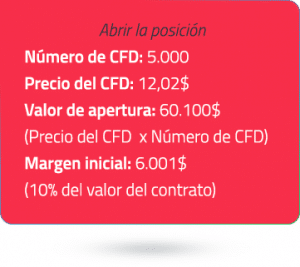 Abrir la posición
Número de CFD: 5.000
Precio del CFD: 12,02$
Valor de apertura: 60.100$
(Precio del CFD x Número de CFD)
Margen inicial: 6.001$
(10% del valor del contrato)